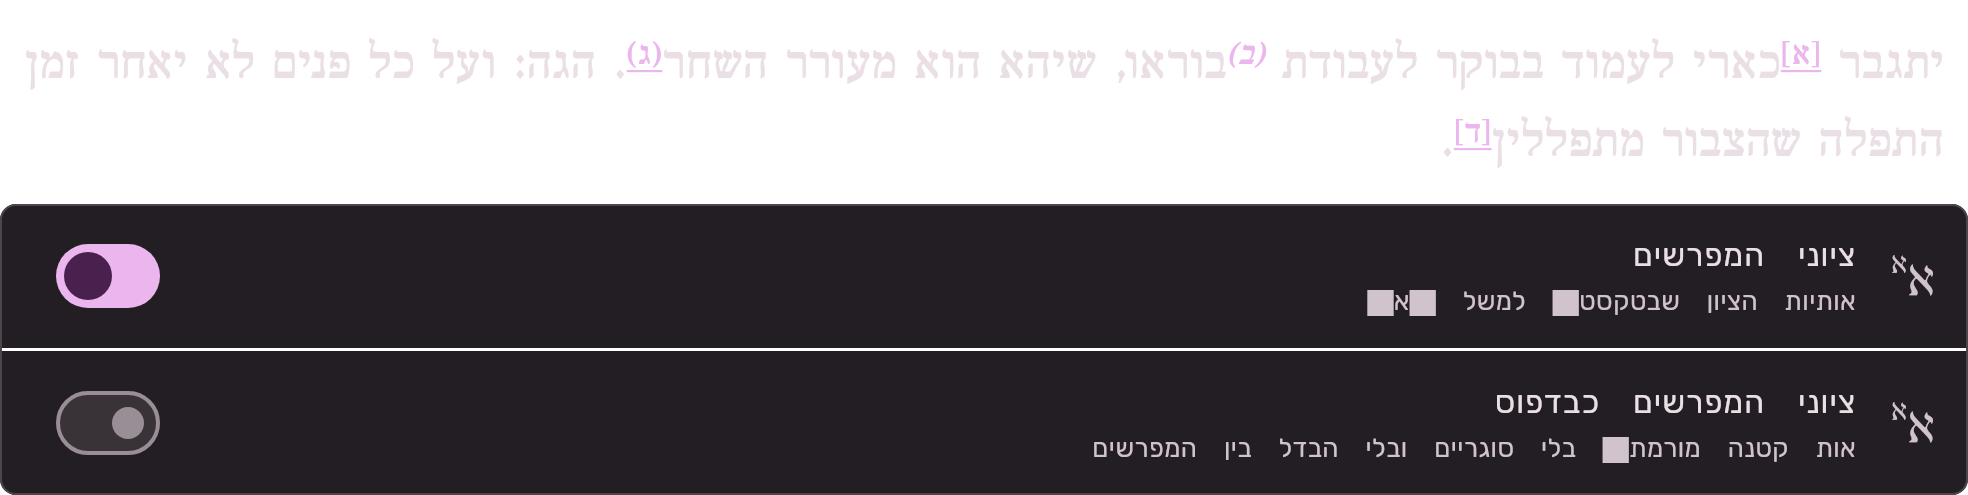 יתגבר [א]כארי לעמוד בבוקר לעבודת (ב)בוראו, שיהא הוא מעורר השחר(ג). הגה: ועל כל פנים לא יאחר זמן
התפלה שהצבור מתפללין[ד].
אא
ציוני המפרשים
אותיות הציון שבטקסט למשל א
אא
ציוני המפרשים כבדפוס
אות קטנה מורמת בלי סוגריים ובלי הבדל בין המפרשים